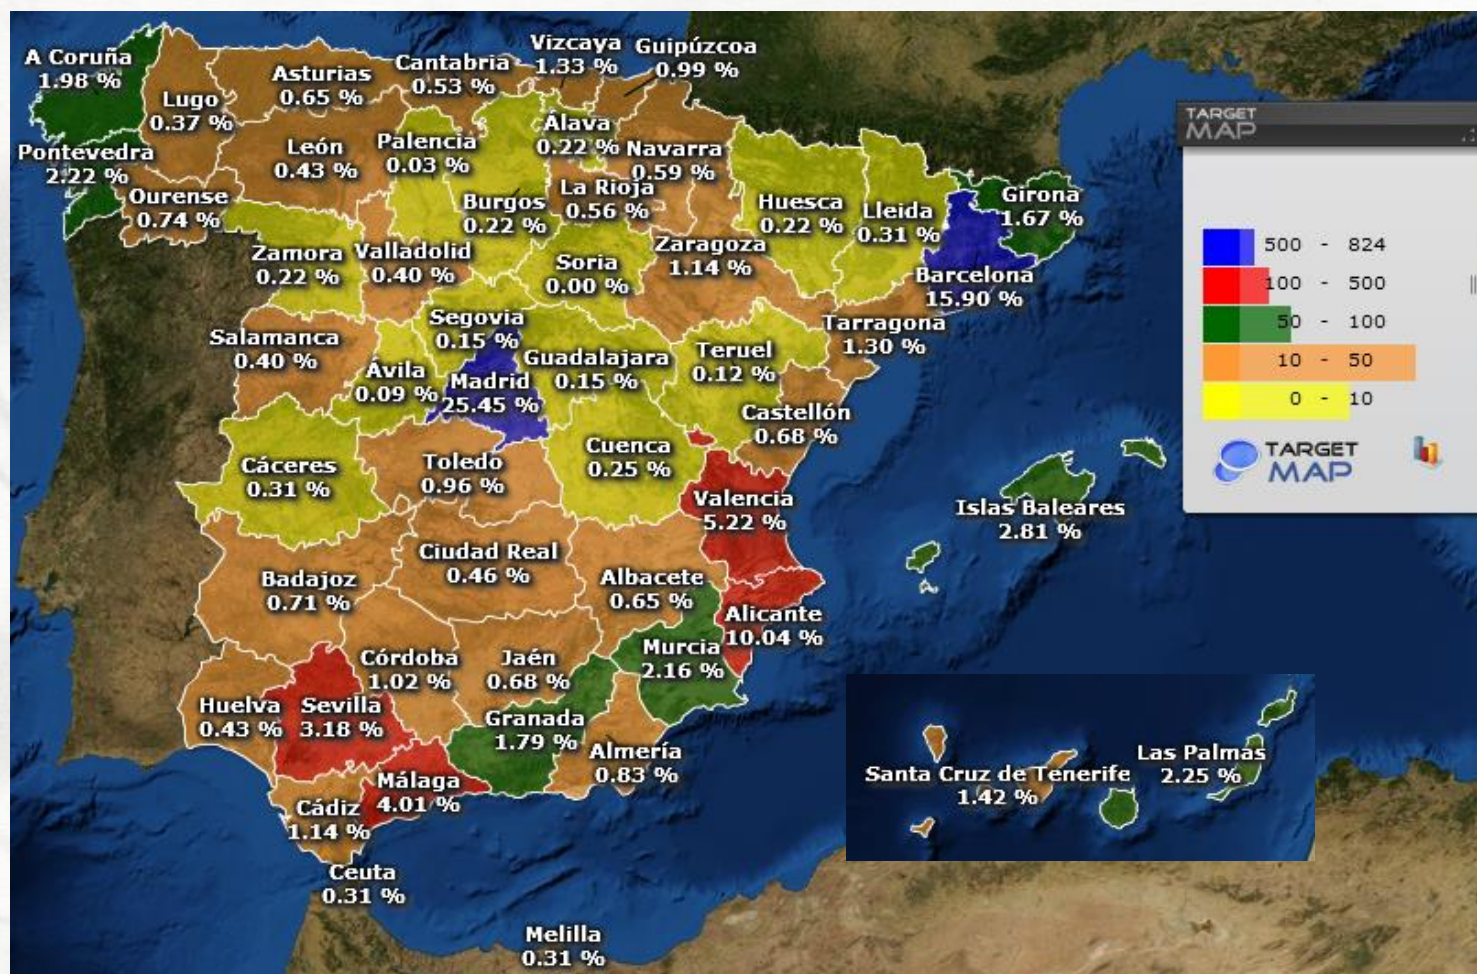 A Coruña
1.98 %
Lugo
0.37 %
Asturias
0.65 %
Cantabria
0.53 %
Vizcaya
1.33 %
Guipúzcoa
0.99 %
Pontevedra
2.22 %
Ourense
0.74 %
León
0.43 %
Palencia
0.03 %
Burgos
0.22 %
Álava
0.22 %
Navarra
0.59 %
La Rioja
0.56 %
Huesca
0.22 %
Lleida
0.31 %
Girona
1.67 %
Barcelona
15.90 %
Zamora
0.22 %
Valladolid
0.40 %
Soria
0.00 %
Zaragoza
1.14 %
Tarragona
1.30 %
Salamanca
0.40 %
Ávila
0.09 %
Segovia
0.15 %
Madrid
25.45 %
Guadalajara
0.15 %
Teruel
0.12 %
Castellón
0.68 %
Cáceres
0.31 %
Toledo
0.96 %
Cuenca
0.25 %
Valencia
5.22 %
Islas Baleares
2.81 %
Badajoz
0.71 %
Ciudad Real
0.46 %
Albacete
0.65 %
Alicante
10.04 %
Murcia
2.16 %
Huelva
0.43 %
Sevilla
3.18 %
Córdoba
1.02 %
Jaén
0.68 %
Granada
1.79 %
Almería
0.83 %
Málaga
4.01 %
Cádiz
1.14 %
Ceuta
0.31 %
Melilla
0.31 %
Santa Cruz de Tenerife
1.42 %
Las Palmas
2.25 %
TARGET
MAP
500 - 824
100 - 500
50 - 100
10 - 50
0 - 10
TARGET
MAP